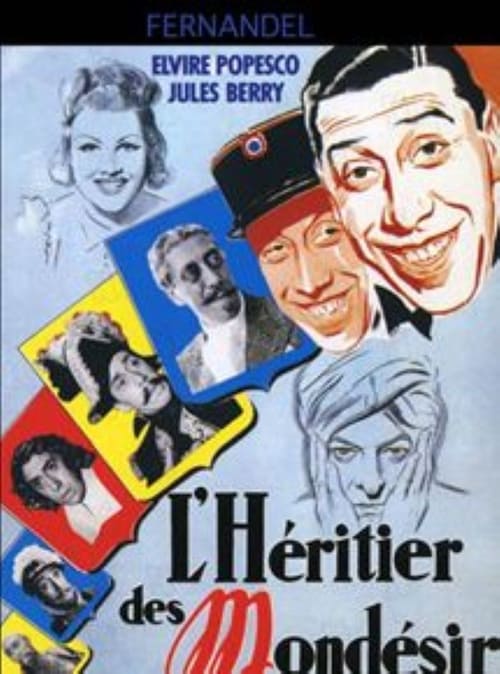 FERNANDEL
ELVIRE POPESCO
JULES BERRY
L'Héritier
des Mondésir